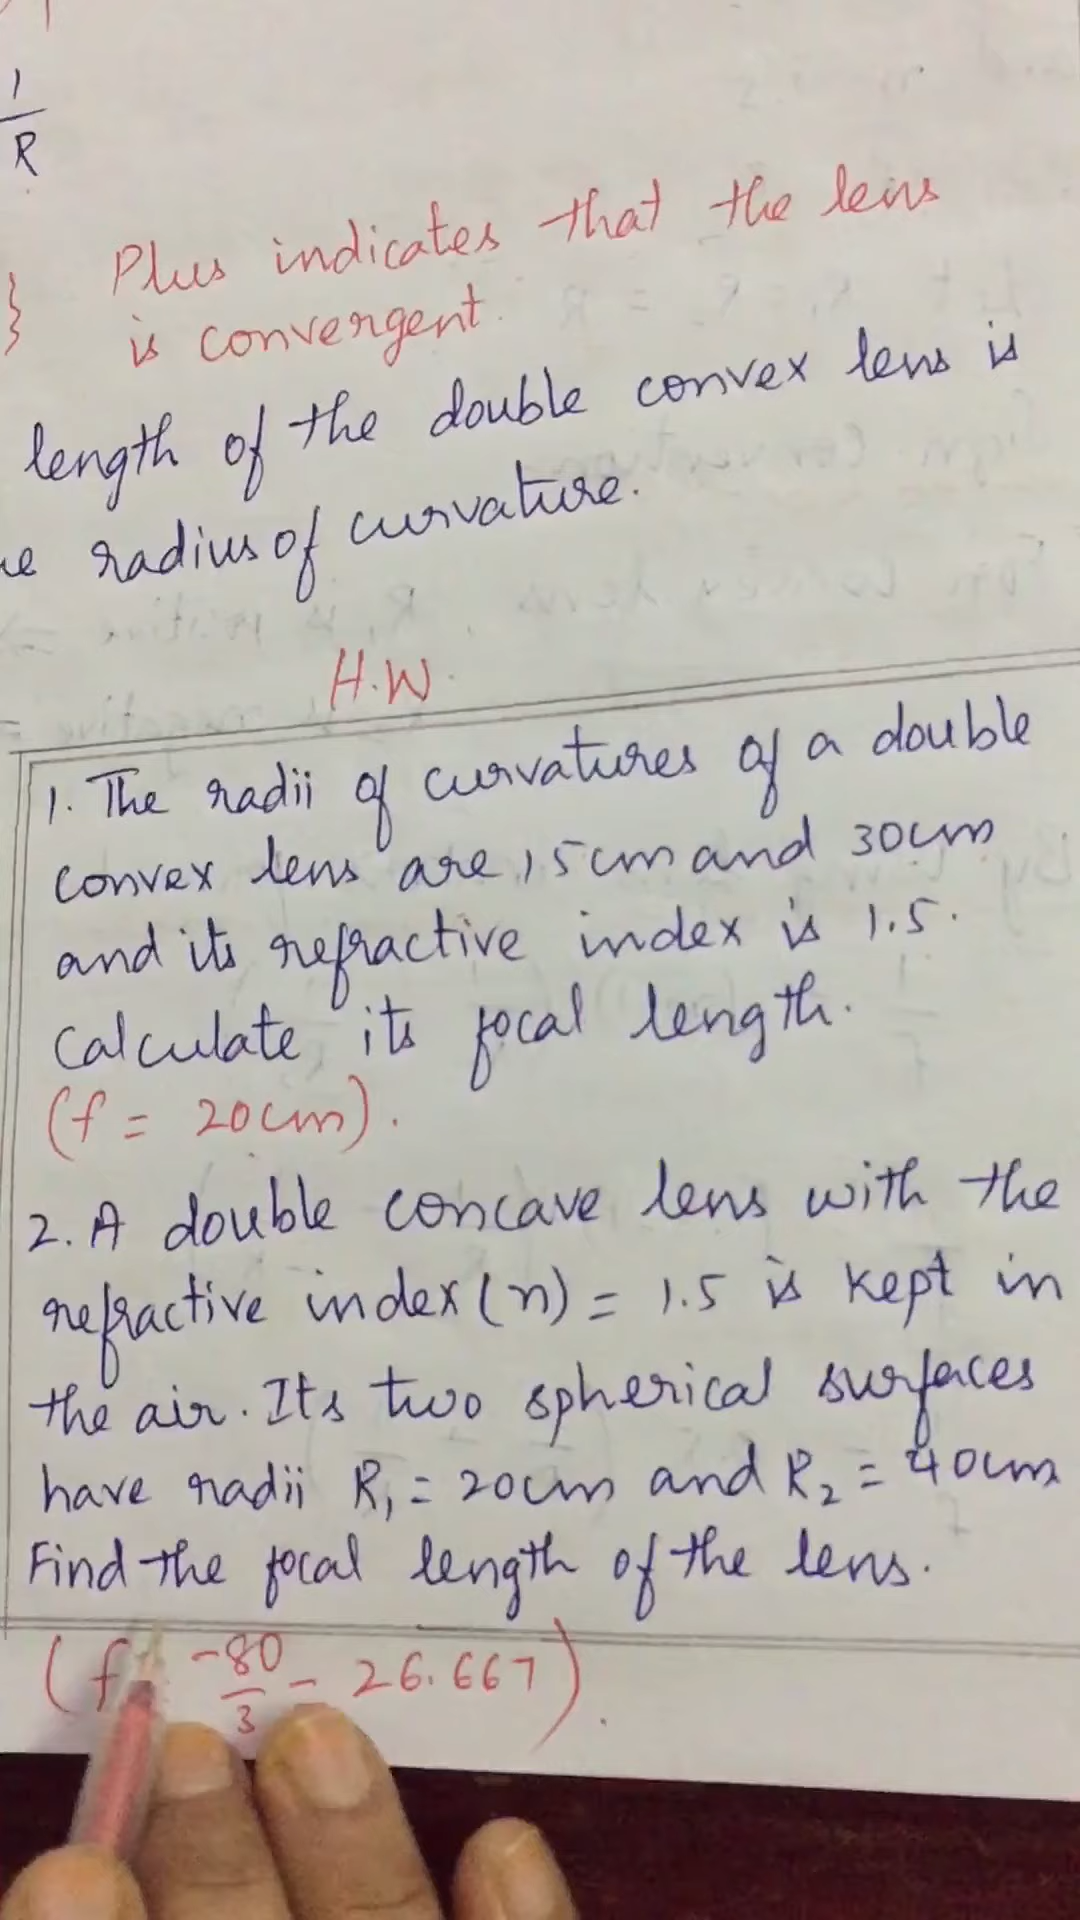 1
R
} Plus indicates that the lens
is convergent.
length of the double convex lens is
radius of curvature.
H.W.
1. The radii of curvatures of a double
convex lens are 15cm and 30cm
and its refractive index is 1.5.
Calculate its focal length.
(f = 20cm).
2. A double concave lens with the
refractive index (n) = 1.5 is kept in
the air. Its two spherical surfaces
have radii R₁ = 20cm and R₂ = 40cm
Find the focal length of the lens.
(f -80/3 - 26.667).